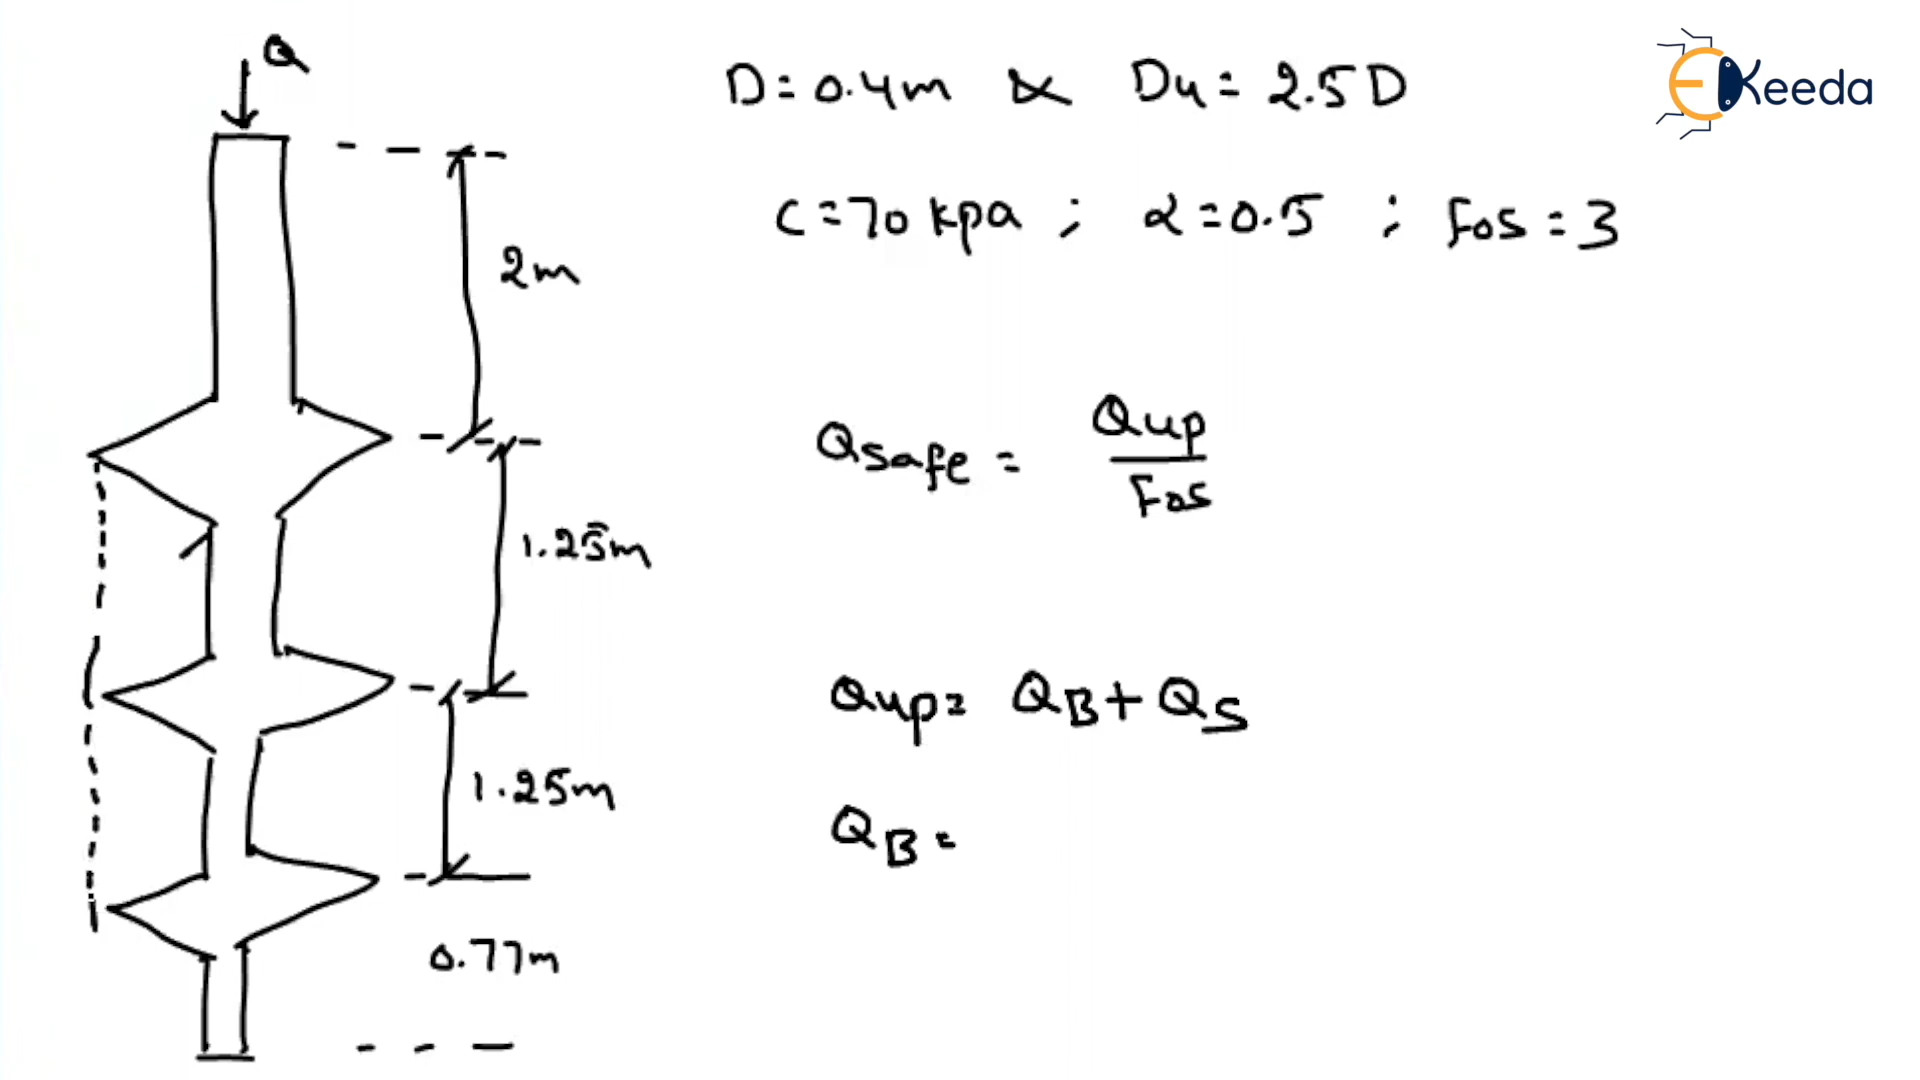 Q
D=0.4m & Du=2.5D
EKeeda
C=70 kpa ; α=0.5 ; Fos=3
2m
Qsafe = Qup
Fos
1.25m
Qup= QB+QS
1.25m
QB=
0.77m